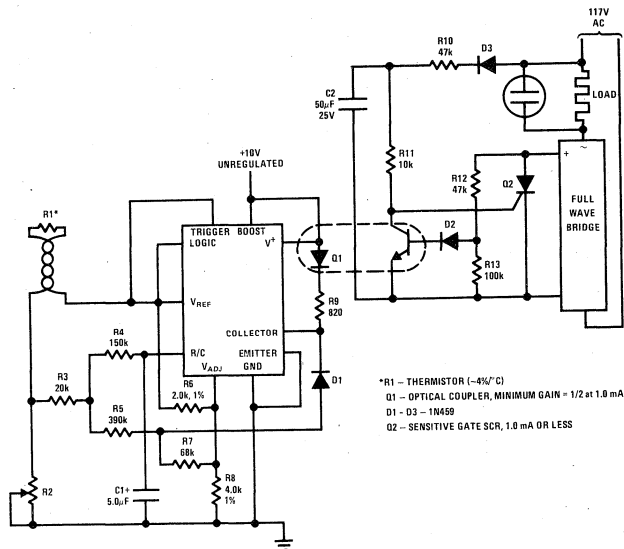 117V
AC
R10
47k
D3
C2
50μF
25V
LOAD
+10V
UNREGULATED
R11
10k
R12
47k
Q2
~
+
FULL
WAVE
BRIDGE
R1*
TRIGGER BOOST
LOGIC
V+
Q1
D2
R13
100k
VREF
R9
820
R4
150k
COLLECTOR
R/C
EMITTER
VADJ
GND
D1
R3
20k
R6
2.0k, 1%
R5
390k
R7
68k
R2
C1+
5.0μF
R8
4.0k
1%
*R1 – THERMISTOR (~4%/°C)
Q1 – OPTICAL COUPLER, MINIMUM GAIN = 1/2 at 1.0 mA
D1 - D3 – 1N459
Q2 – SENSITIVE GATE SCR, 1.0 mA OR LESS